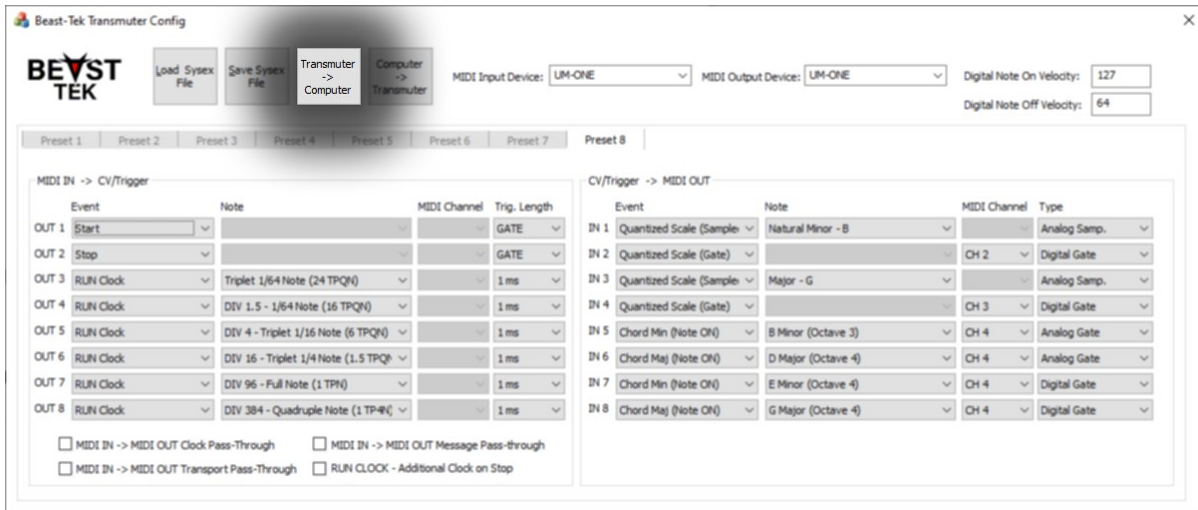 Beast-Tek Transmuter Config
BEAST TEK
Load Sysex File
Save Sysex File
Transmuter -> Computer
Computer -> Transmuter
MIDI Input Device: UM-ONE
MIDI Output Device: UM-ONE
Digital Note On Velocity: 127
Digital Note Off Velocity: 64
Preset 1 Preset 2 Preset 3 Preset 4 Preset 5 Preset 6 Preset 7 Preset 8
MIDI IN -> CV/Trigger
Event Note MIDI Channel Trig. Length
OUT 1 Start GATE
OUT 2 Stop GATE
OUT 3 RUN Clock Triplet 1/64 Note (24 TPQN) 1 ms
OUT 4 RUN Clock DIV 1.5 - 1/64 Note (16 TPQN) 1 ms
OUT 5 RUN Clock DIV 4 - Triplet 1/16 Note (6 TPQN) 1 ms
OUT 6 RUN Clock DIV 16 - Triplet 1/4 Note (1.5 TPQN 1 ms
OUT 7 RUN Clock DIV 96 - Full Note (1 TPN) 1 ms
OUT 8 RUN Clock DIV 384 - Quadruple Note (1 TP4N) 1 ms
MIDI IN -> MIDI OUT Clock Pass-Through
MIDI IN -> MIDI OUT Message Pass-through
MIDI IN -> MIDI OUT Transport Pass-Through
RUN CLOCK - Additional Clock on Stop
CV/Trigger -> MIDI OUT
Event Note MIDI Channel Type
IN 1 Quantized Scale (Sample Natural Minor - B Analog Samp.
IN 2 Quantized Scale (Gate) CH 2 Digital Gate
IN 3 Quantized Scale (Sample Major - G Analog Samp.
IN 4 Quantized Scale (Gate) CH 3 Digital Gate
IN 5 Chord Min (Note ON) B Minor (Octave 3) CH 4 Analog Gate
IN 6 Chord Maj (Note ON) D Major (Octave 4) CH 4 Analog Gate
IN 7 Chord Min (Note ON) E Minor (Octave 4) CH 4 Digital Gate
IN 8 Chord Maj (Note ON) G Major (Octave 4) CH 4 Digital Gate